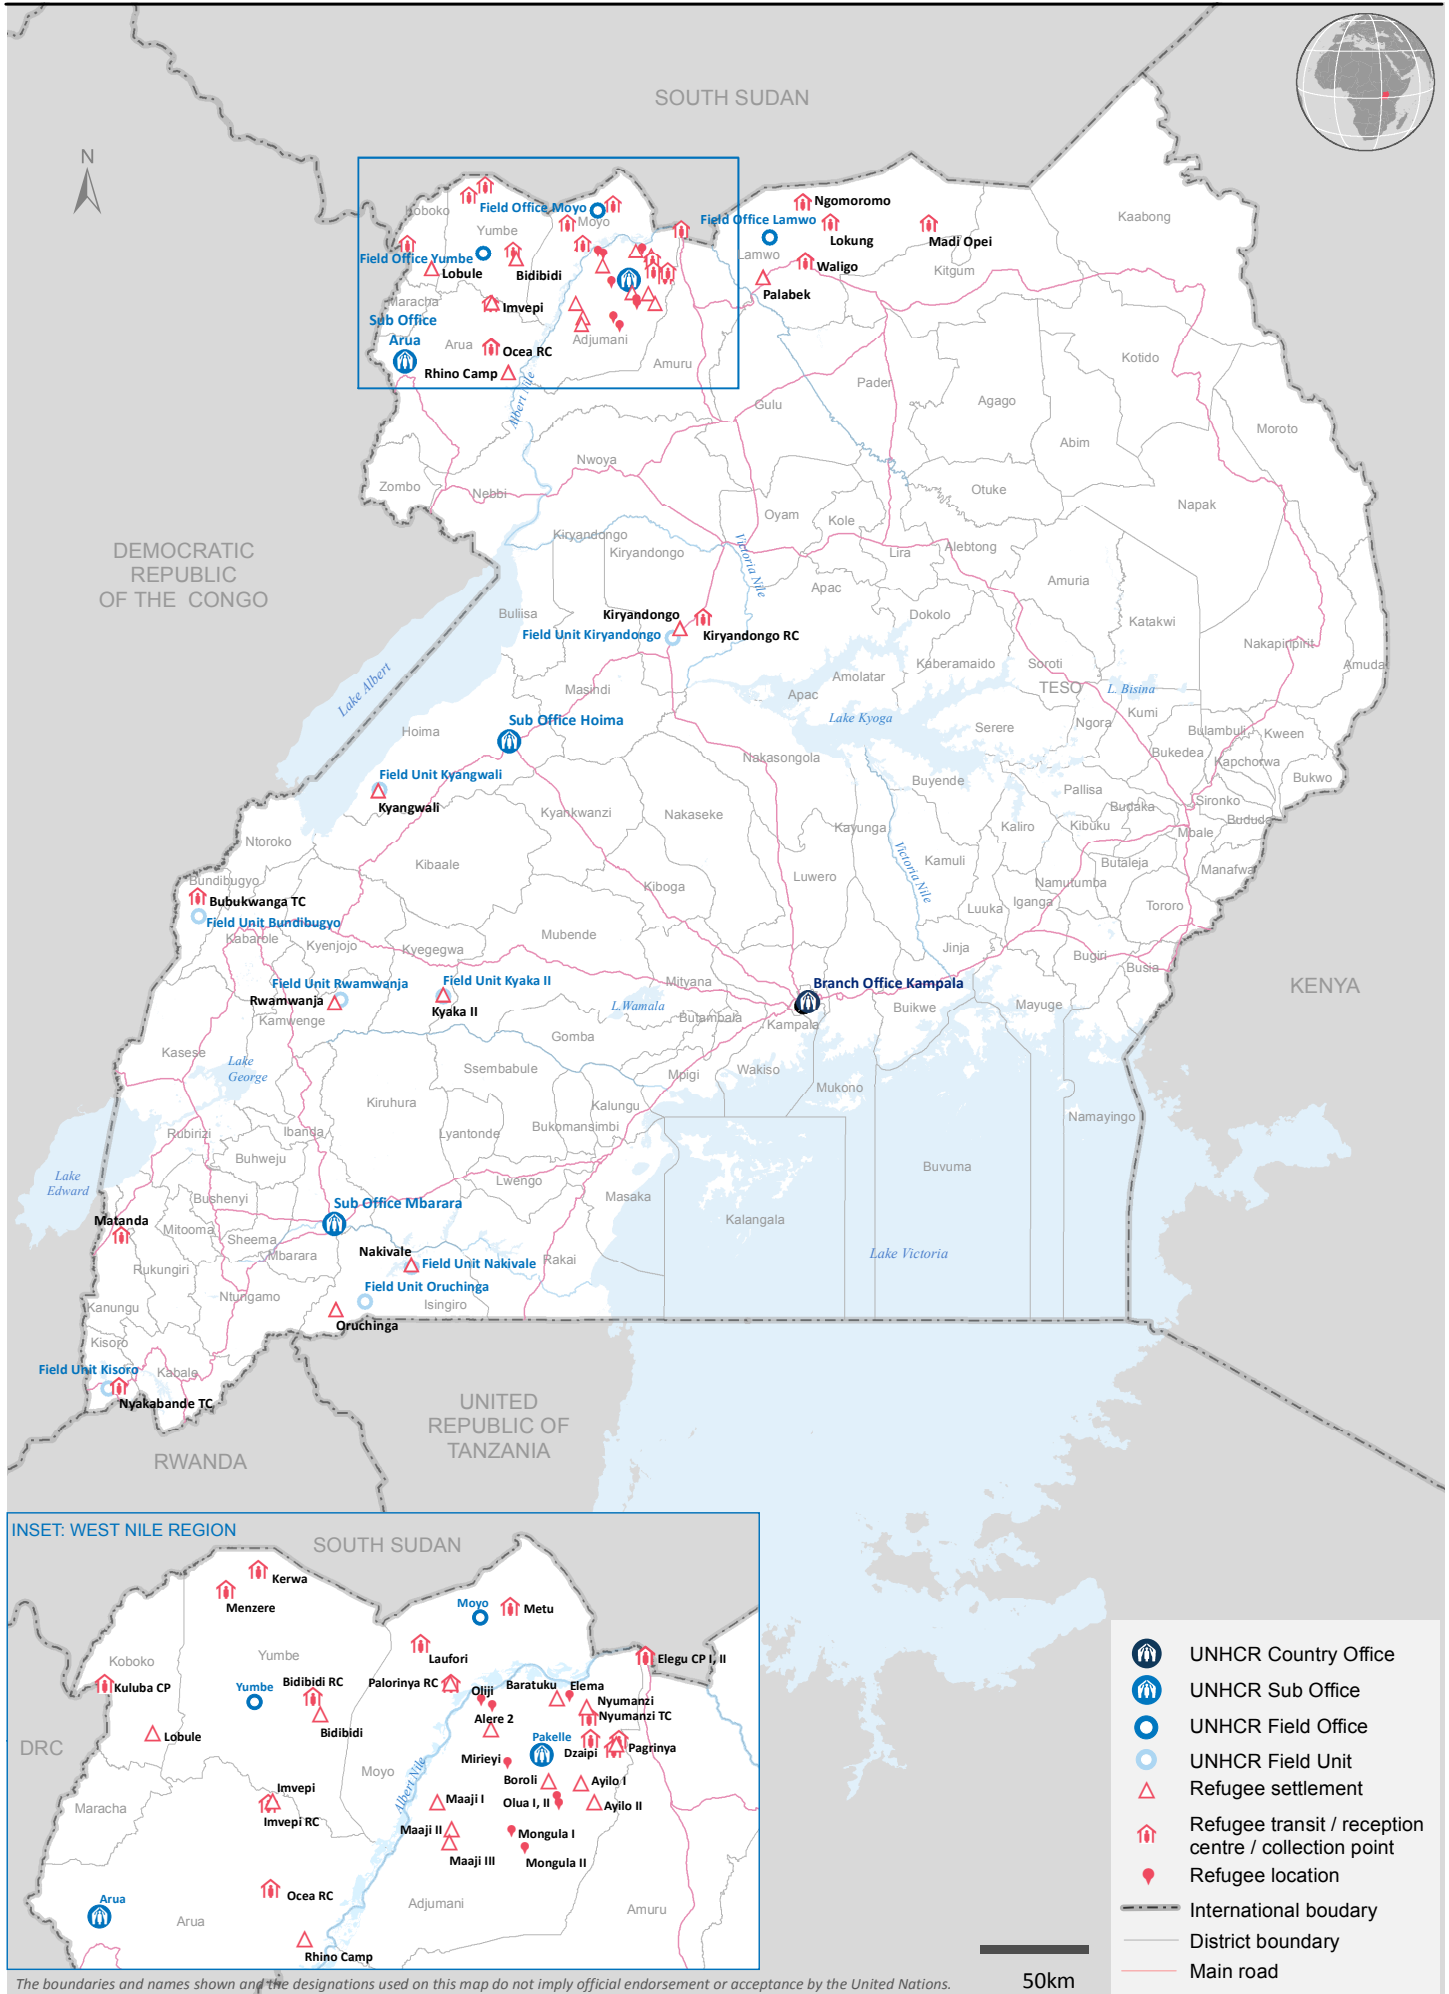 SOUTH SUDAN
N
Ngomoromo
Field Office Moyo
Koboko
Moyo
Field Office Lamwo
Kaabong
Yumbe
Lokung
Madi Opei
Field Office Yumbe
Lamwo
Lobule
Bidibidi
Waligo
Kitgum
Palabek
Maracha
Imvepi
Sub Office
Arua
Arua
Adjumani
Ocea RC
Kotido
Rhino Camp
Amuru
Albert Nile
Pader
Gulu
Agago
Moroto
Abim
Nwoya
Zombo
Nebbi
Otuke
Napak
Oyam
Kole
Kiryandongo
Kiryandongo
Victoria Nile
Lira
Alebtong
DEMOCRATIC
REPUBLIC
OF THE CONGO
Apac
Amuria
Buliisa
Kiryandongo
Dokolo
Katakwi
Field Unit Kiryandongo
Kiryandongo RC
Nakapiripirit
Kaberamaido
Soroti
Amuda
Lake Albert
Masindi
Apac
Amolatar
TESO
L. Bisina
Sub Office Hoima
Lake Kyoga
Kumi
Hoima
Serere
Ngora
Bulambuli
Kween
Nakasongola
Bukedea
Kapchorwa
Field Unit Kyangwali
Buyende
Bukwo
Kyangwali
Pallisa
Kyankwanzi
Nakaseke
Budaka
Sironko
Kayunga
Kaliro
Kibuku
Bududa
Ntoroko
Mbale
Kibaale
Victoria Nile
Kamuli
Butaleja
Manafwa
Bundibugyo
Kiboga
Luwero
Namutumba
Bubukwanga TC
Luuka
Iganga
Tororo
Field Unit Bundibugyo
Kabarole
Kyenjojo
Kyegegwa
Mubende
Jinja
Bugiri
Busia
Field Unit Rwamwanja
Field Unit Kyaka II
Mityana
Branch Office Kampala
KENYA
Rwamwanja
Kyaka II
L.Wamala
Buikwe
Mayuge
Kamwenge
Butambala
Kampala
Gomba
Kasese
Lake
George
Ssembabule
Mpigi
Wakiso
Mukono
Kiruhura
Kalungu
Namayingo
Rubirizi
Ibanda
Lyantonde
Bukomansimbi
Buhweju
Buvuma
Lake
Edward
Lwengo
Masaka
Bushenyi
Sub Office Mbarara
Matanda
Kalangala
Mitooma
Sheema
Mbarara
Nakivale
Field Unit Nakivale
Rakai
Lake Victoria
Rukungiri
Field Unit Oruchinga
Ntungamo
Isingiro
Kanungu
Oruchinga
Kisoro
Field Unit Kisoro
Kabale
Nyakabande TC
UNITED
REPUBLIC OF
TANZANIA
RWANDA
INSET: WEST NILE REGION
SOUTH SUDAN
Kerwa
Menzere
Moyo
Metu
Laufori
Koboko
Yumbe
Elegu CP I, II
Kuluba CP
Yumbe
Bidibidi RC
Palorinya RC
Oliji
Baratuku
Elema
Nyumanzi
Nyumanzi TC
Alere 2
Bidibidi
Lobule
Pakelle
DRC
Dzaipi
Pagrinya
Mirieyi
Moyo
Albert Nile
Boroli
Ayilo I
Imvepi
Maaji I
Olua I, II
Ayilo II
Maracha
Imvepi RC
Maaji II
Mongula I
Maaji III
Mongula II
Ocea RC
Arua
Adjumani
Amuru
Arua
Rhino Camp
UNHCR Country Office
UNHCR Sub Office
UNHCR Field Office
UNHCR Field Unit
Refugee settlement
Refugee transit / reception
centre / collection point
Refugee location
International boudary
District boundary
Main road
50km
The boundaries and names shown and the designations used on this map do not imply official endorsement or acceptance by the United Nations.